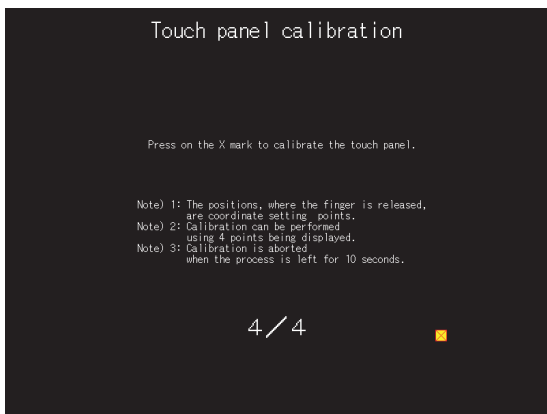 Touch panel calibration
Press on the X mark to calibrate the touch panel.
Note) 1: The positions, where the finger is released,
are coordinate setting points.
Note) 2: Calibration can be performed
using 4 points being displayed.
Note) 3: Calibration is aborted
when the process is left for 10 seconds.
4/4